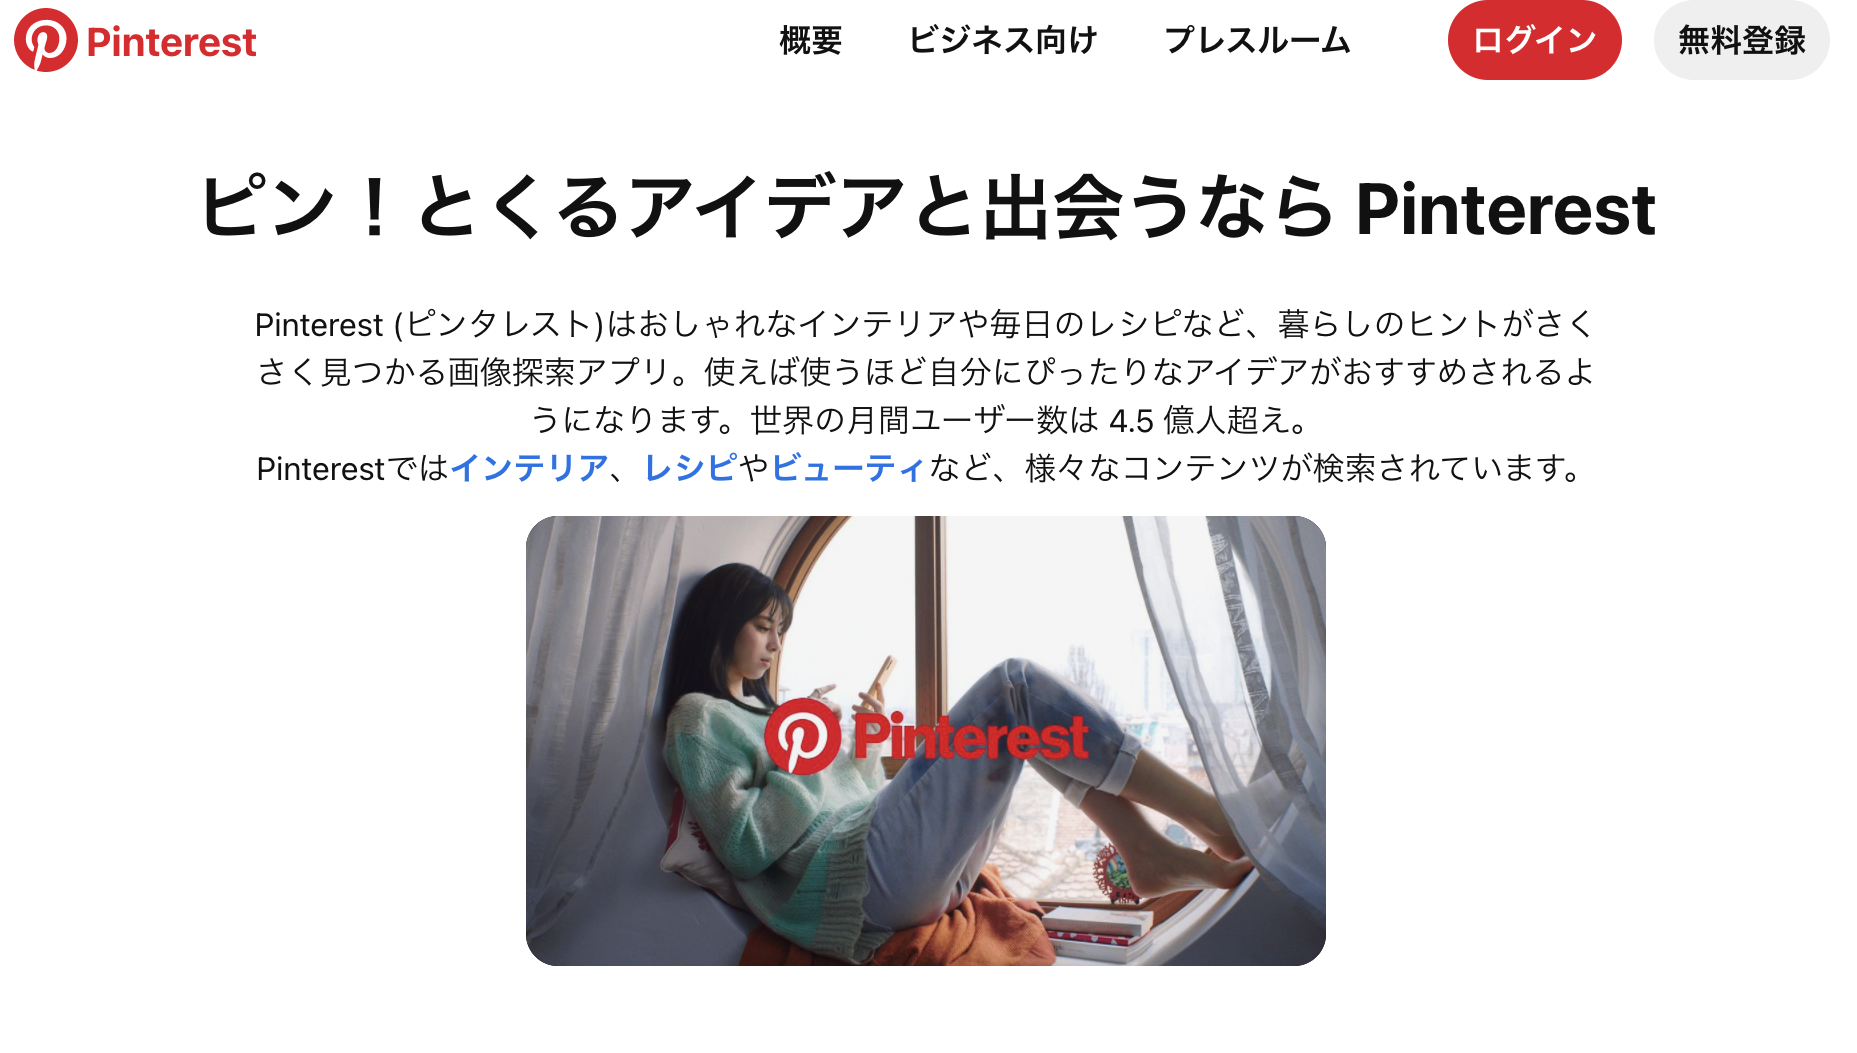 Pinterest
概要
ビジネス向け
プレスルーム
ログイン
無料登録
ピン！とくるアイデアと出会うなら Pinterest
Pinterest (ピンタレスト)はおしゃれなインテリアや毎日のレシピなど、暮らしのヒントがさく
さく見つかる画像探索アプリ。使えば使うほど自分にぴったりなアイデアがおすすめされるよ
うになります。世界の月間ユーザー数は 4.5 億人超え。
Pinterestではインテリア、レシピやビューティなど、様々なコンテンツが検索されています。
Pinterest